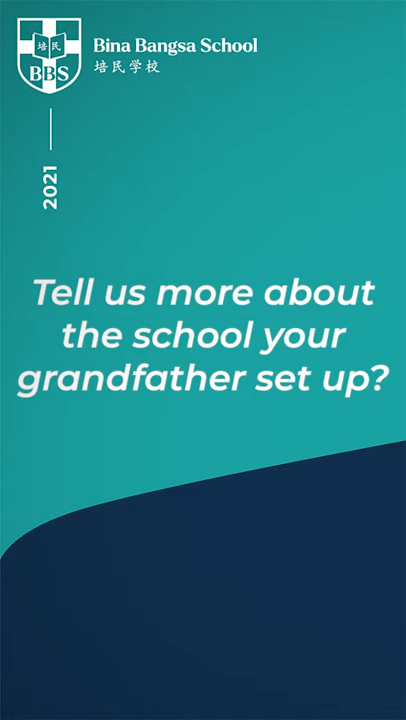 培民
BBS
Bina Bangsa School
培民学校
2021
Tell us more about
the school your
grandfather set up?